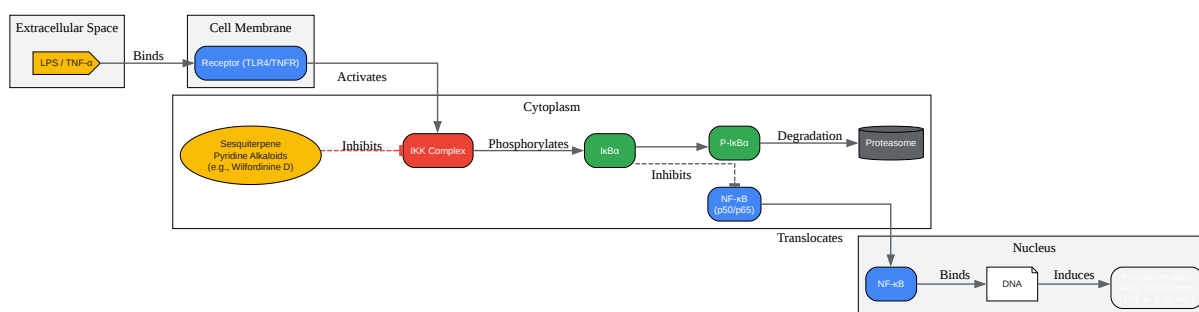 Extracellular Space
LPS / TNF-α
Binds
Cell Membrane
Receptor (TLR4/TNFR)
Activates
Cytoplasm
Sesquiterpene
Pyridine Alkaloids
(e.g., Wilfordinine D)
Inhibits
IKK Complex
Phosphorylates
IκBα
P-IκBα
Degradation
Proteasome
Inhibits
NF-κB
(p50/p65)
Translocates
Nucleus
NF-κB
Binds
DNA
Induces